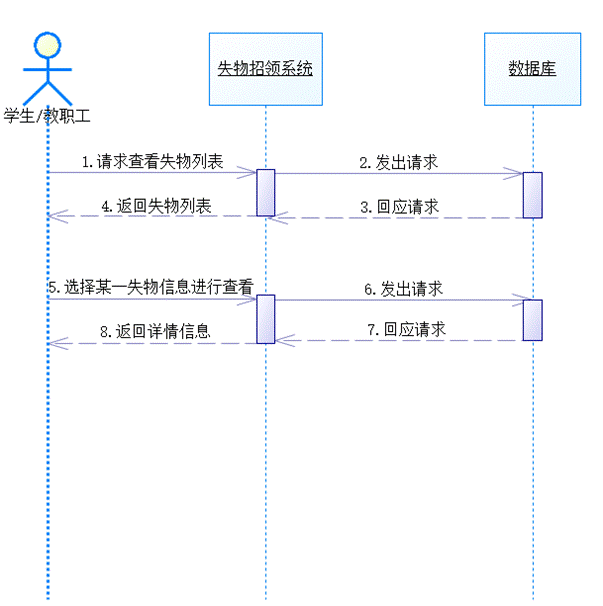 失物招领系统
数据库
学生/教职工
1.请求查看失物列表
2.发出请求
4.返回失物列表
3.回应请求
5.选择某一失物信息进行查看
6.发出请求
8.返回详情信息
7.回应请求